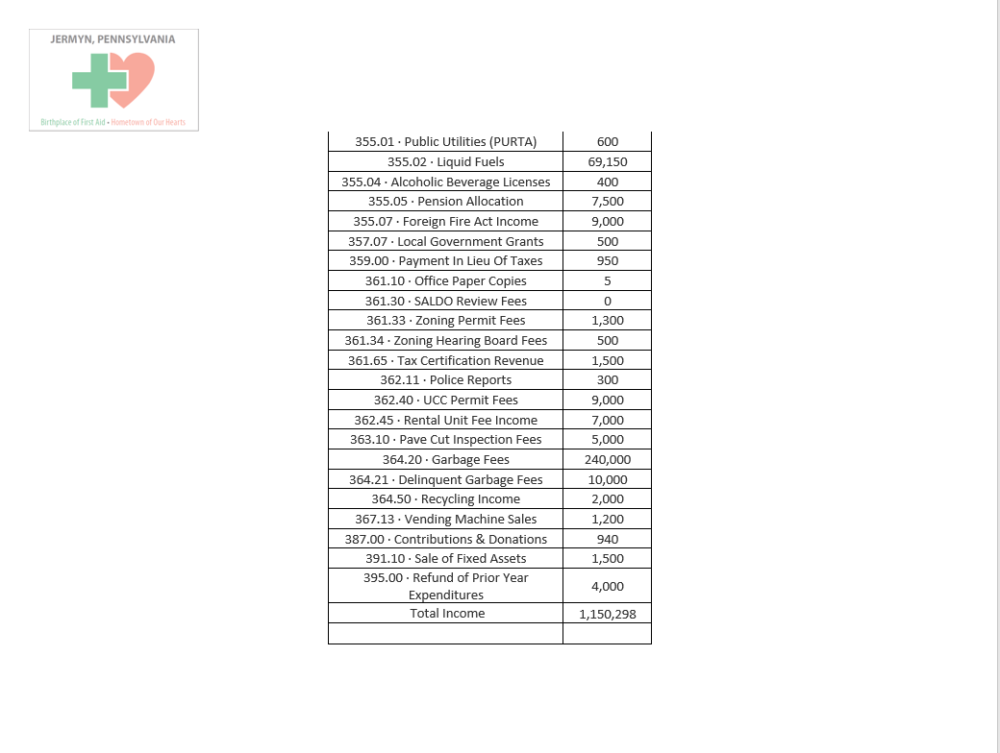 JERMYN, PENNSYLVANIA
Birthplace of First Aid • Hometown of Our Hearts
355.01 · Public Utilities (PURTA) 600
355.02 · Liquid Fuels 69,150
355.04 · Alcoholic Beverage Licenses 400
355.05 · Pension Allocation 7,500
355.07 · Foreign Fire Act Income 9,000
357.07 · Local Government Grants 500
359.00 · Payment In Lieu Of Taxes 950
361.10 · Office Paper Copies 5
361.30 · SALDO Review Fees 0
361.33 · Zoning Permit Fees 1,300
361.34 · Zoning Hearing Board Fees 500
361.65 · Tax Certification Revenue 1,500
362.11 · Police Reports 300
362.40 · UCC Permit Fees 9,000
362.45 · Rental Unit Fee Income 7,000
363.10 · Pave Cut Inspection Fees 5,000
364.20 · Garbage Fees 240,000
364.21 · Delinquent Garbage Fees 10,000
364.50 · Recycling Income 2,000
367.13 · Vending Machine Sales 1,200
387.00 · Contributions & Donations 940
391.10 · Sale of Fixed Assets 1,500
395.00 · Refund of Prior Year
Expenditures 4,000
Total Income 1,150,298